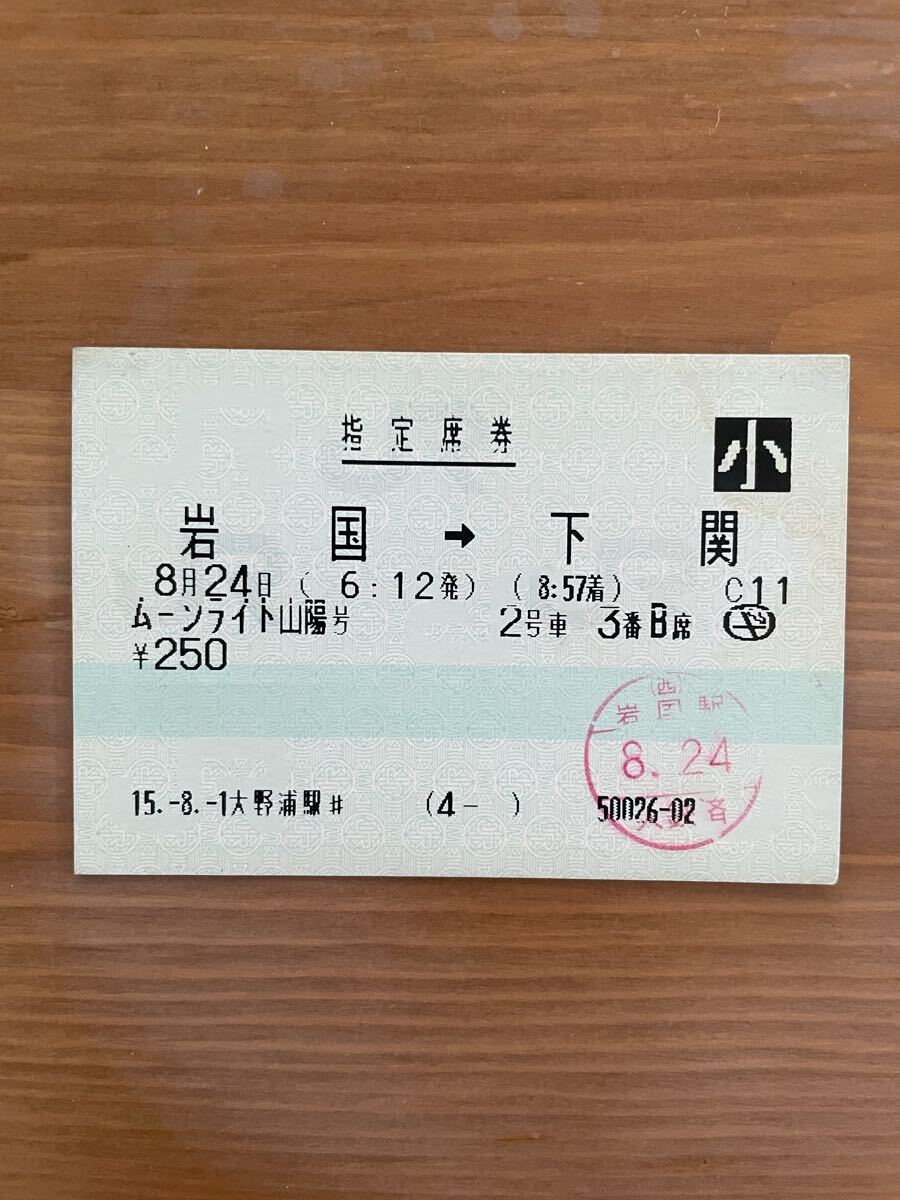 指定席券
小
岩国→下関
8月24日( 6:12発) (8:57着) C11
ムーンライト山陽号 2号車 3番B席
¥250
(西)
岩国駅
8.24
15.-8.-1大野浦駅# (4- ) 50026-02
済